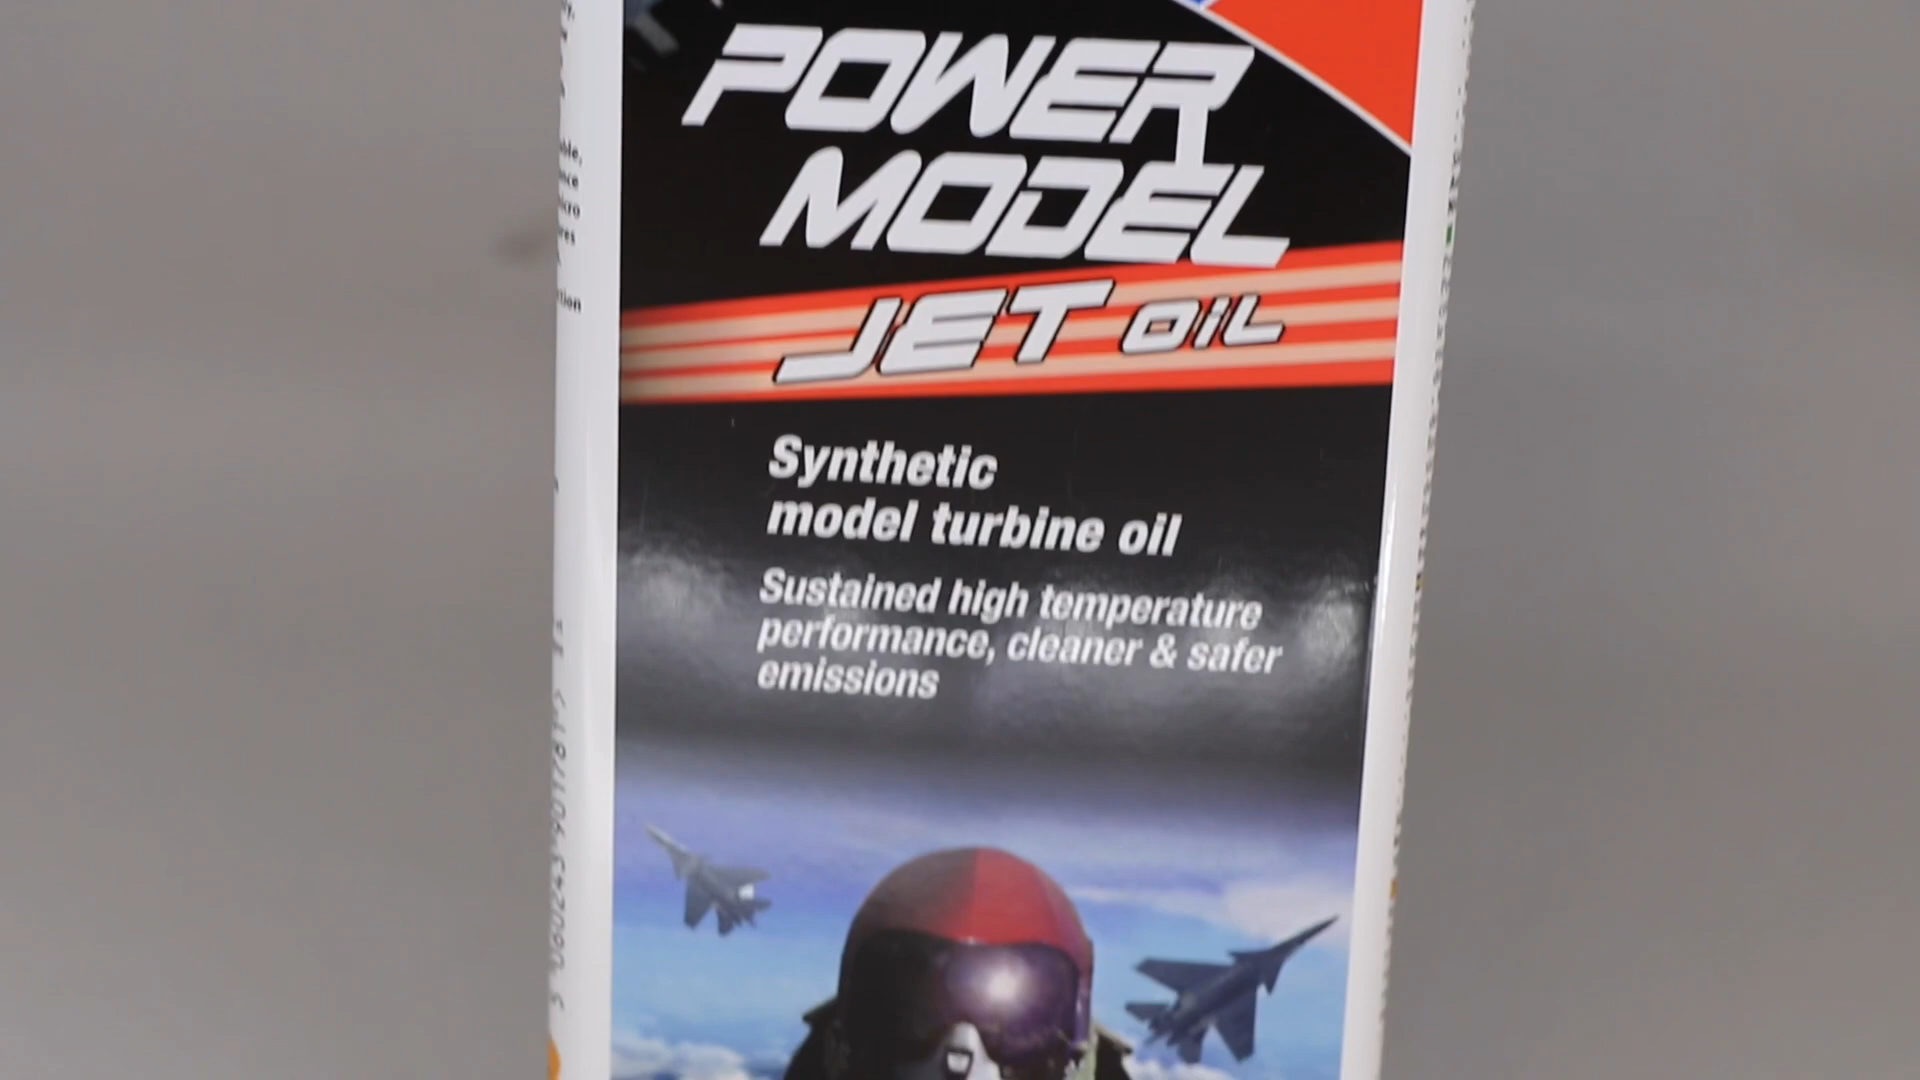 POWER
MODEL
JET OIL
Synthetic
model turbine oil
Sustained high temperature
performance, cleaner & safer
emissions